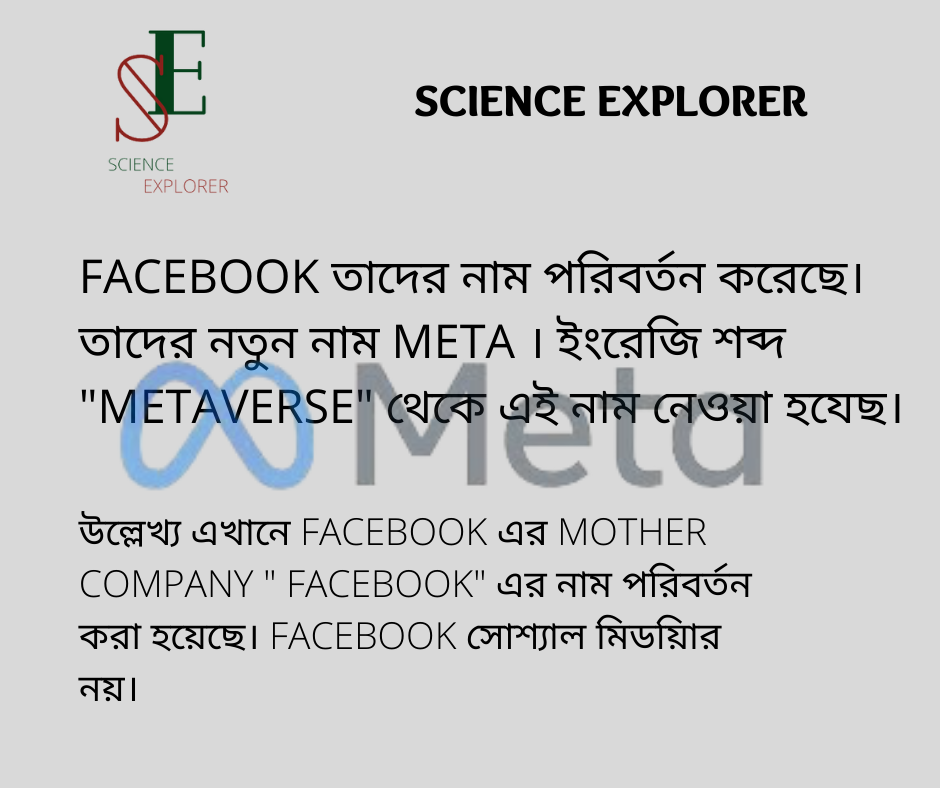 SE
SCIENCE
EXPLORER
SCIENCE EXPLORER
FACEBOOK তাদের নাম পরিবর্তন করেছে।
তাদের নতুন নাম META । ইংরেজি শব্দ
"METAVERSE" থেকে এই নাম নেওয়া হযেছ।
Meta
উল্লেখ্য এখানে FACEBOOK এর MOTHER
COMPANY " FACEBOOK" এর নাম পরিবর্তন
করা হয়েছে। FACEBOOK সোশ্যাল মিডিয়ার
নয়।